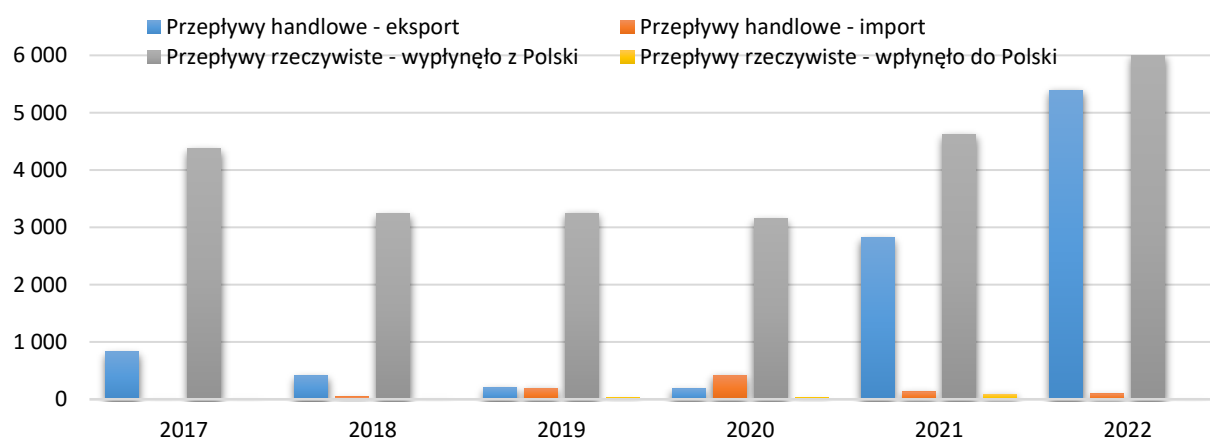 Przepływy handlowe - eksport Przepływy handlowe - import
Przepływy rzeczywiste - wypłynęło z Polski Przepływy rzeczywiste - wpłynęło do Polski
6 000
5 000
4 000
3 000
2 000
1 000
0
2017 2018 2019 2020 2021 2022